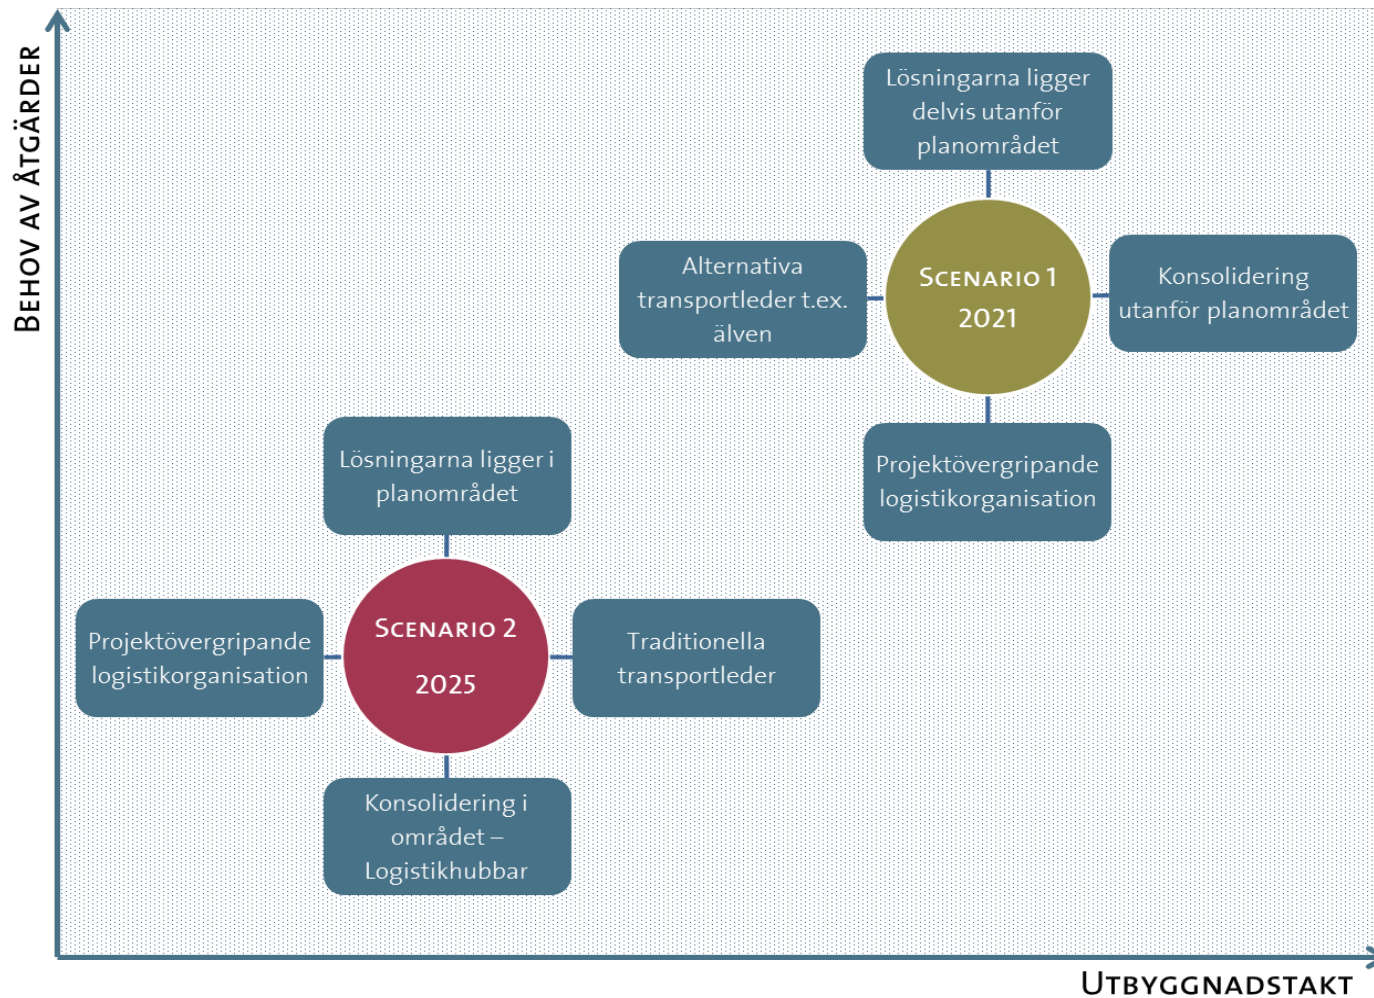 BEHOV AV ÅTGÄRDER
Lösningarna ligger
delvis utanför
planområdet
Alternativa
transportleder t.ex.
älven
SCENARIO 1
2021
Konsolidering
utanför planområdet
Projektövergripande
logistikorganisation
Lösningarna ligger i
planområdet
Projektövergripande
logistikorganisation
SCENARIO 2
2025
Traditionella
transportleder
Konsolidering i
området –
Logistikhubbar
UTBYGGNADSTAKT